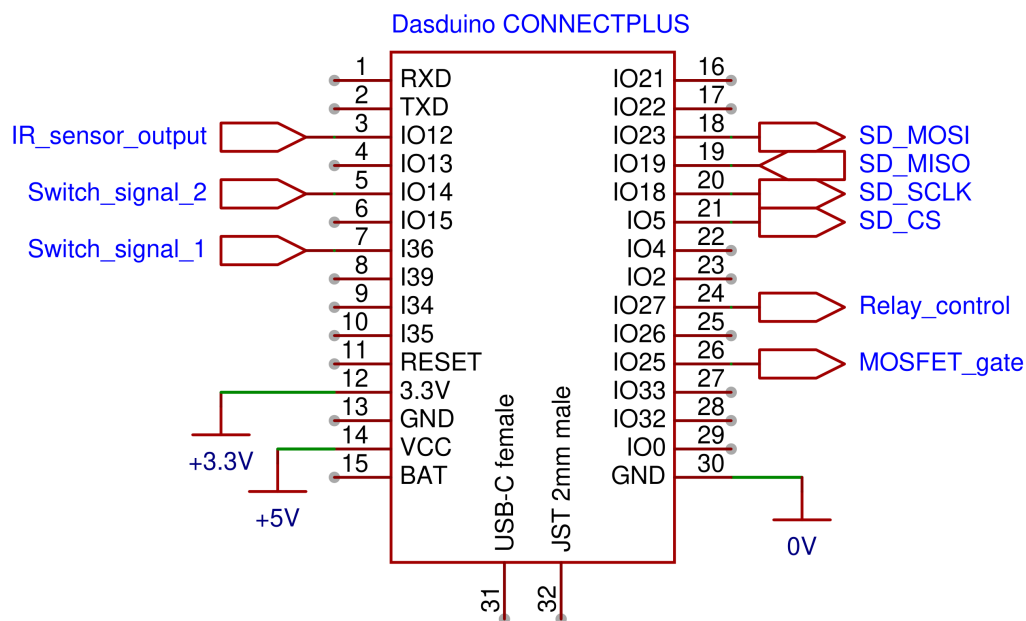 Dasduino CONNECTPLUS
1 RXD IO21 16
2 TXD IO22 17
IR_sensor_output 3 IO12 IO23 18 SD_MOSI
4 IO13 IO19 19 SD_MISO
Switch_signal_2 5 IO14 IO18 20 SD_SCLK
6 IO15 IO5 21 SD_CS
Switch_signal_1 7 I36 IO4 22
8 I39 IO2 23
9 I34 IO27 24 Relay_control
10 I35 IO26 25
11 RESET IO25 26 MOSFET_gate
12 3.3V IO33 27
13 GND IO32 28
14 VCC IO0 29
15 BAT GND 30
+3.3V
+5V
0V
USB-C female
JST 2mm male
31
32